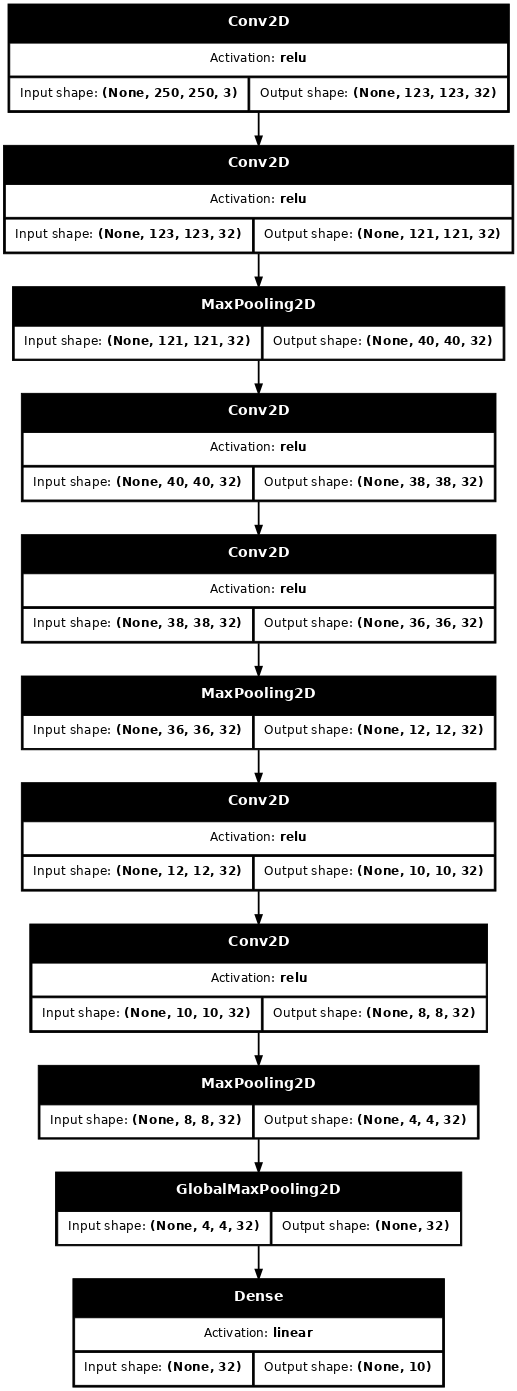 Conv2D
Activation: relu
Input shape: (None, 250, 250, 3) Output shape: (None, 123, 123, 32)
Conv2D
Activation: relu
Input shape: (None, 123, 123, 32) Output shape: (None, 121, 121, 32)
MaxPooling2D
Input shape: (None, 121, 121, 32) Output shape: (None, 40, 40, 32)
Conv2D
Activation: relu
Input shape: (None, 40, 40, 32) Output shape: (None, 38, 38, 32)
Conv2D
Activation: relu
Input shape: (None, 38, 38, 32) Output shape: (None, 36, 36, 32)
MaxPooling2D
Input shape: (None, 36, 36, 32) Output shape: (None, 12, 12, 32)
Conv2D
Activation: relu
Input shape: (None, 12, 12, 32) Output shape: (None, 10, 10, 32)
Conv2D
Activation: relu
Input shape: (None, 10, 10, 32) Output shape: (None, 8, 8, 32)
MaxPooling2D
Input shape: (None, 8, 8, 32) Output shape: (None, 4, 4, 32)
GlobalMaxPooling2D
Input shape: (None, 4, 4, 32) Output shape: (None, 32)
Dense
Activation: linear
Input shape: (None, 32) Output shape: (None, 10)